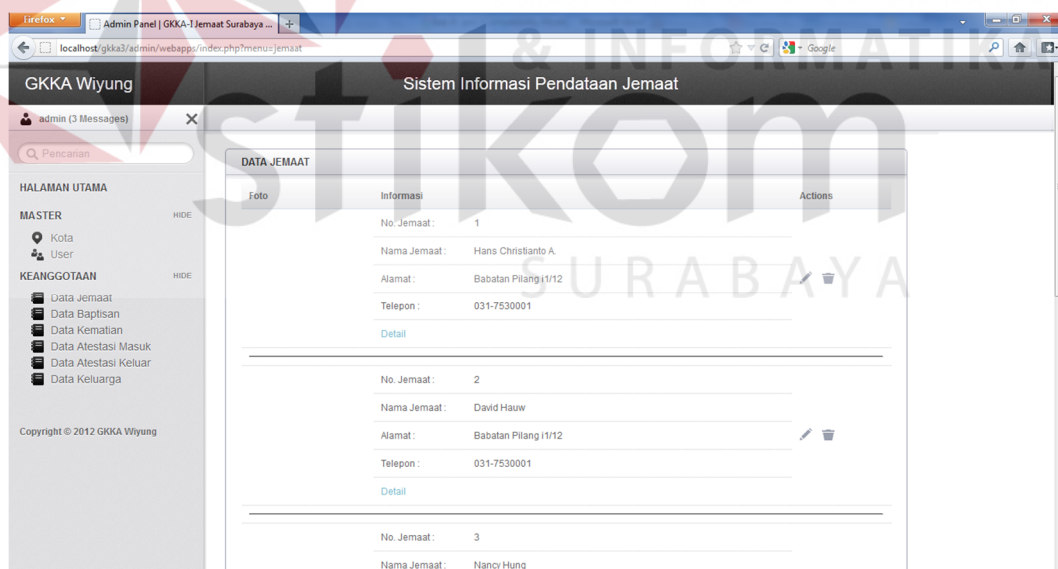 Firefox
Admin Panel | GKKA-I Jemaat Surabaya ...
localhost/gkka3/admin/webapps/index.php?menu=jemaat
Google
& INFORMATIKA
stikom
SURABAYA
GKKA Wiyung
Sistem Informasi Pendataan Jemaat
admin (3 Messages)
Pencarian
HALAMAN UTAMA
MASTER HIDE
Kota
User
KEANGGOTAAN HIDE
Data Jemaat
Data Baptisan
Data Kematian
Data Atestasi Masuk
Data Atestasi Keluar
Data Keluarga
Copyright © 2012 GKKA Wiyung
DATA JEMAAT
Foto Informasi Actions
No. Jemaat : 1
Nama Jemaat : Hans Christianto A.
Alamat : Babatan Pilang i1/12
Telepon : 031-7530001
Detail
No. Jemaat : 2
Nama Jemaat : David Hauw
Alamat : Babatan Pilang i1/12
Telepon : 031-7530001
Detail
No. Jemaat : 3
Nama Jemaat : Nancy Hung